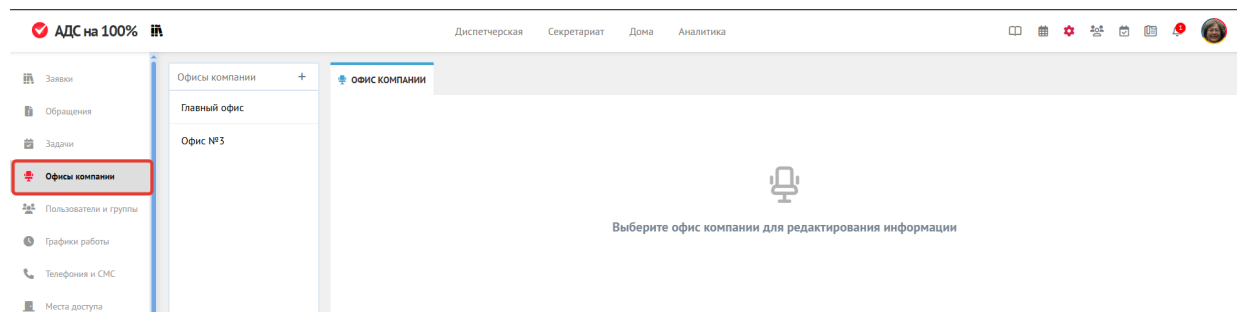 АДС на 100%
Диспетчерская Секретариат Дома Аналитика
1
Заявки
Обращения
Задачи
Офисы компании
Пользователи и группы
Графики работы
Телефония и СМС
Места доступа
Офисы компании +
Главный офис
Офис №3
ОФИС КОМПАНИИ
Выберите офис компании для редактирования информации